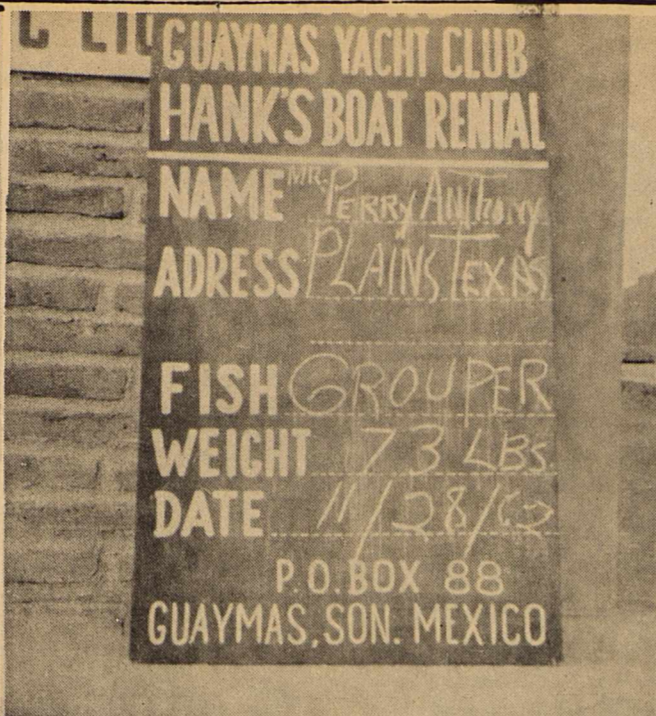 GUAYMAS YACHT CLUB
HANK'S BOAT RENTAL
NAME MR. PERRY ANThONY
ADRESS PLAINS TEXAS
FISH GROUPER
WEIGHT 73 LBS.
DATE 11/28/62
P.O. BOX 88
GUAYMAS, SON. MEXICO